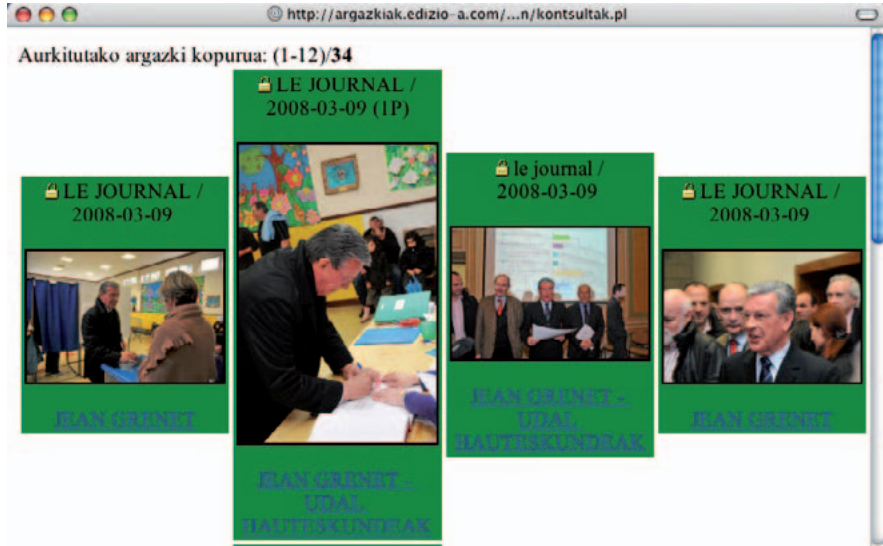 http://argazkiak.edizio-a.com/...n/kontsultak.pl
Aurkitutako argazki kopurua: (1-12)/34
LE JOURNAL /
2008-03-09
JEAN GRENET
LE JOURNAL /
2008-03-09 (1P)
JEAN GRENET -
UDAL
HAUTESKUNDEAK
le journal /
2008-03-09
JEAN GRENET -
UDAL
HAUTESKUNDEAK
LE JOURNAL /
2008-03-09
JEAN GRENET